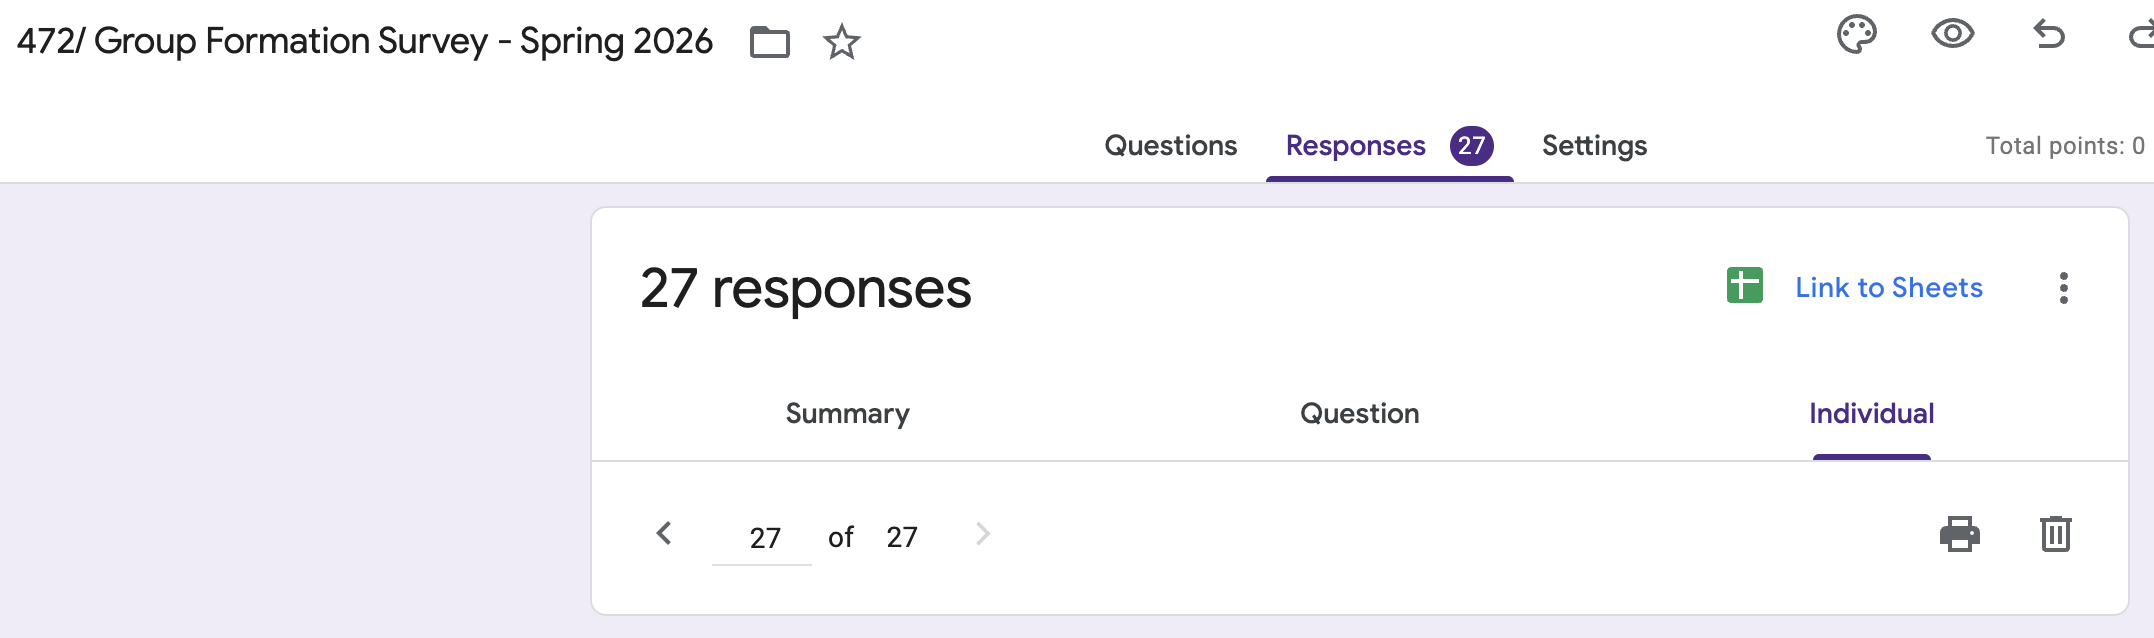 472/ Group Formation Survey - Spring 2026
Questions Responses 27 Settings Total points: 0
27 responses Link to Sheets
Summary Question Individual
27 of 27